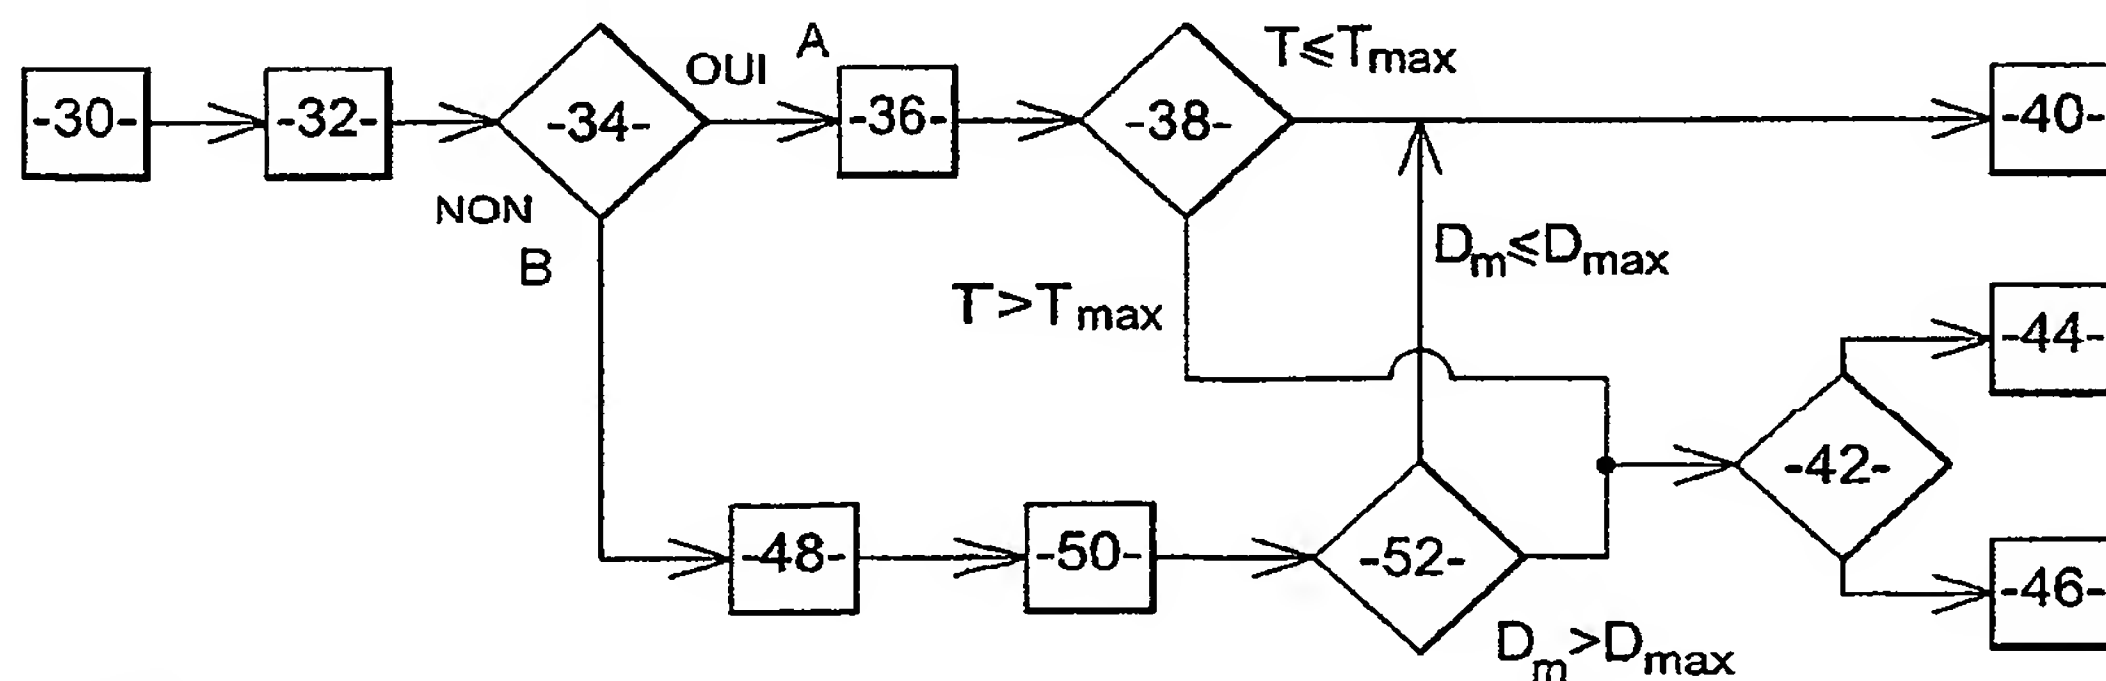 -30-
-32-
-34-
OUI
A
-36-
-38-
T⩽Tmax
-40-
NON
B
T>Tmax
Dm⩽Dmax
-44-
-42-
-48-
-50-
-52-
-46-
Dm>Dmax